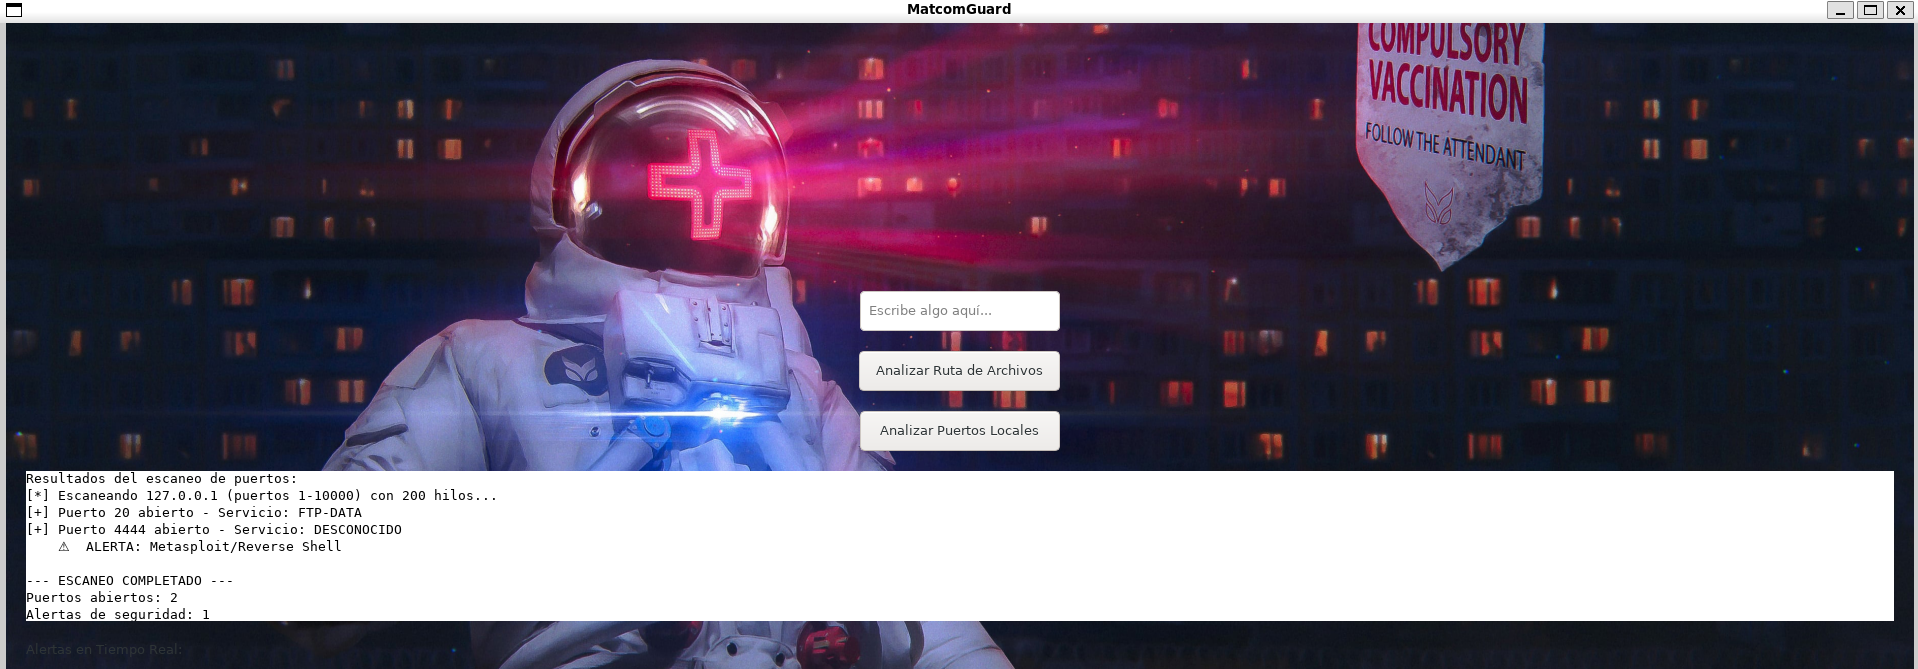 MatcomGuard
COMPULSORY
VACCINATION
FOLLOW THE ATTENDANT
Escribe algo aquí...
Analizar Ruta de Archivos
Analizar Puertos Locales
Resultados del escaneo de puertos:
[*] Escaneando 127.0.0.1 (puertos 1-10000) con 200 hilos...
[+] Puerto 20 abierto - Servicio: FTP-DATA
[+] Puerto 4444 abierto - Servicio: DESCONOCIDO
⚠ ALERTA: Metasploit/Reverse Shell
--- ESCANEO COMPLETADO ---
Puertos abiertos: 2
Alertas de seguridad: 1
Alertas en Tiempo Real: